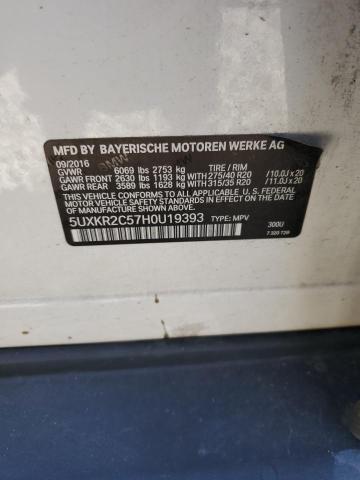 MFD BY BAYERISCHE MOTOREN WERKE AG
09/2016
GVWR 6069 lbs 2753 kg TIRE / RIM
GAWR FRONT 2630 lbs 1193 kg WITH 275/40 R20 /10.0J x 20
GAWR REAR 3589 lbs 1628 kg WITH 315/35 R20 /11.0J x 20
THIS VEHICLE CONFORMS TO ALL APPLICABLE U.S. FEDERAL
MOTOR VEHICLE SAFETY STANDARDS IN EFFECT ON THE DATE
OF MANUFACTURE SHOWN ABOVE.
5UXKR2C57H0U19393 TYPE: MPV 300U